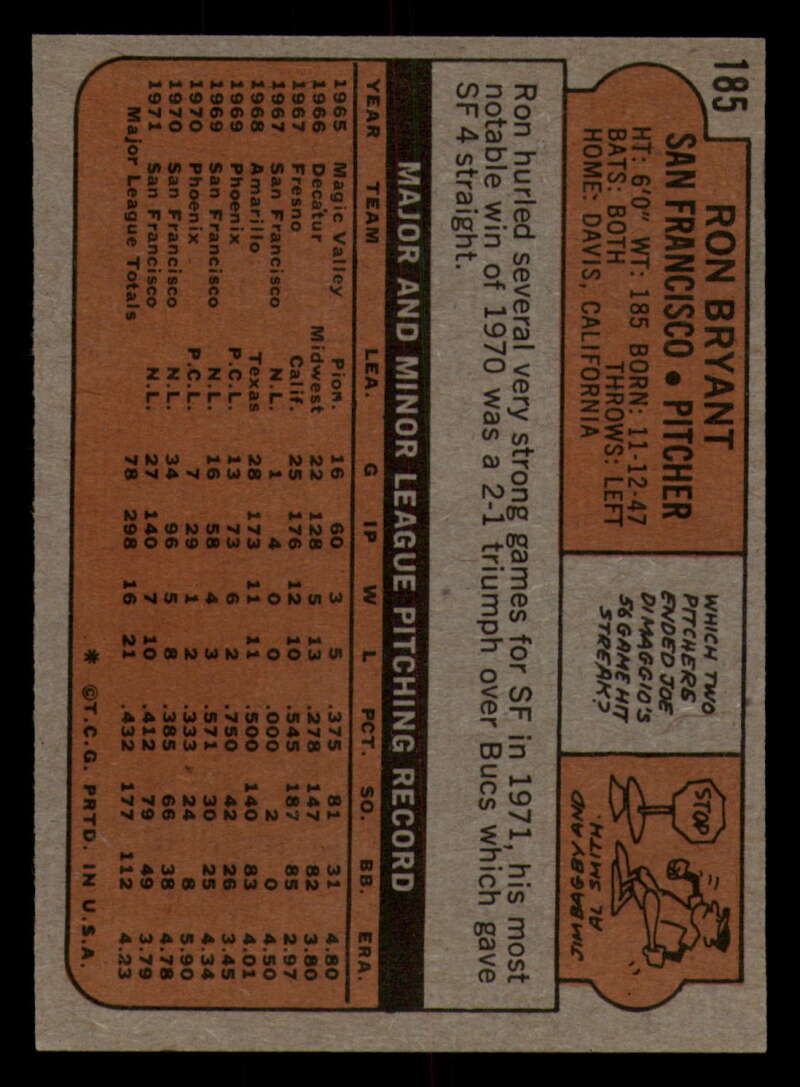 185
RON BRYANT
SAN FRANCISCO • PITCHER
HT: 6'0" WT: 185 BORN: 11-12-47
BATS: BOTH THROWS: LEFT
HOME: DAVIS, CALIFORNIA
WHICH TWO
PITCHERS
ENDED JOE
DIMAGGIO'S
56 GAME HIT
STREAK?
STOP
JIM BAGBY AND
AL SMITH.
Ron hurled several very strong games for SF in 1971, his most
notable win of 1970 was a 2-1 triumph over Bucs which gave
SF 4 straight.
MAJOR AND MINOR LEAGUE PITCHING RECORD
YEAR TEAM LEA. G IP W L PCT. SO. BB. ERA.
1965 Magic Valley Pion. 16 60 3 5 .375 81 31 4.80
1966 Decatur Midwest 22 128 5 13 .278 147 82 3.80
1967 Fresno Calif. 25 176 12 10 .545 187 85 2.97
1967 San Francisco N.L. 1 4 0 0 .000 2 0 4.50
1968 Amarillo Texas 28 173 11 11 .500 140 83 4.01
1969 Phoenix P.C.L. 13 73 6 2 .750 42 26 3.45
1969 San Francisco N.L. 16 58 4 3 .571 30 25 4.34
1970 Phoenix P.C.L. 7 29 1 2 .333 24 8 5.90
1970 San Francisco N.L. 34 96 5 8 .385 66 38 4.78
1971 San Francisco N.L. 27 140 7 10 .412 79 49 3.79
Major League Totals 78 298 16 21 .432 177 112 4.23
* ©T.C.G. PRTD. IN U.S.A.